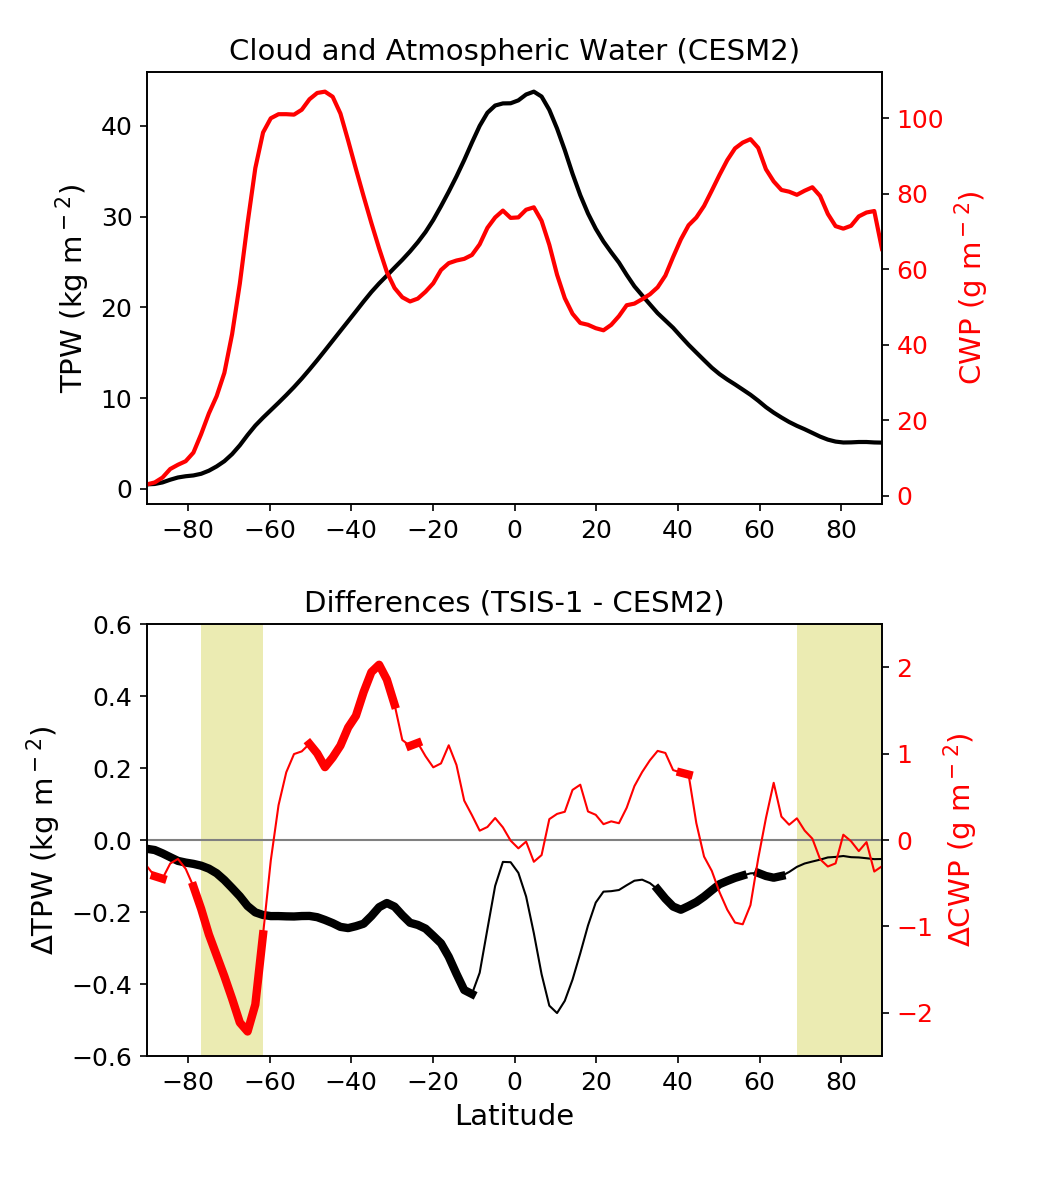 Cloud and Atmospheric Water (CESM2)
TPW (kg m⁻²)
40
30
20
10
0
100
80
60
40
20
0
CWP (g m⁻²)
−80 −60 −40 −20 0 20 40 60 80
Differences (TSIS-1 - CESM2)
ΔTPW (kg m⁻²)
0.6
0.4
0.2
0.0
−0.2
−0.4
−0.6
2
1
0
−1
−2
ΔCWP (g m⁻²)
−80 −60 −40 −20 0 20 40 60 80
Latitude